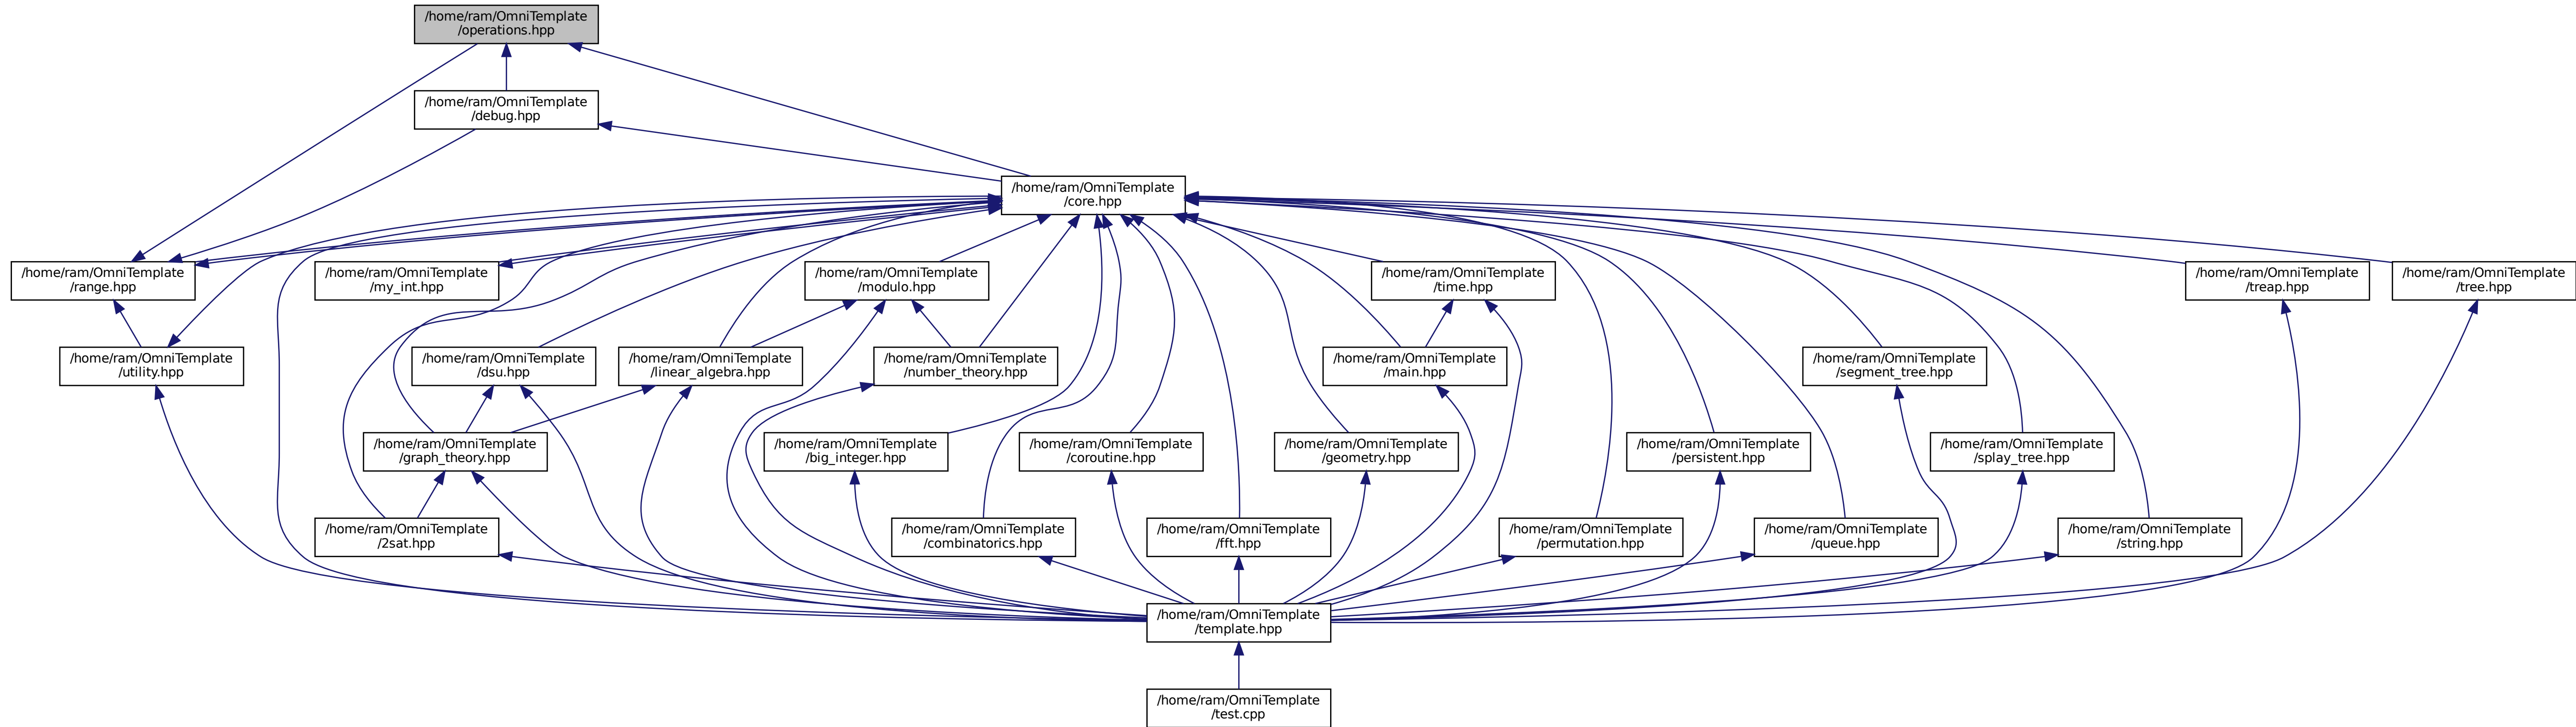 /home/ram/OmniTemplate
/operations.hpp
/home/ram/OmniTemplate
/debug.hpp
/home/ram/OmniTemplate
/core.hpp
/home/ram/OmniTemplate
/range.hpp
/home/ram/OmniTemplate
/my_int.hpp
/home/ram/OmniTemplate
/modulo.hpp
/home/ram/OmniTemplate
/time.hpp
/home/ram/OmniTemplate
/treap.hpp
/home/ram/OmniTemplate
/tree.hpp
/home/ram/OmniTemplate
/utility.hpp
/home/ram/OmniTemplate
/dsu.hpp
/home/ram/OmniTemplate
/linear_algebra.hpp
/home/ram/OmniTemplate
/number_theory.hpp
/home/ram/OmniTemplate
/main.hpp
/home/ram/OmniTemplate
/segment_tree.hpp
/home/ram/OmniTemplate
/graph_theory.hpp
/home/ram/OmniTemplate
/big_integer.hpp
/home/ram/OmniTemplate
/coroutine.hpp
/home/ram/OmniTemplate
/geometry.hpp
/home/ram/OmniTemplate
/persistent.hpp
/home/ram/OmniTemplate
/splay_tree.hpp
/home/ram/OmniTemplate
/2sat.hpp
/home/ram/OmniTemplate
/combinatorics.hpp
/home/ram/OmniTemplate
/fft.hpp
/home/ram/OmniTemplate
/permutation.hpp
/home/ram/OmniTemplate
/queue.hpp
/home/ram/OmniTemplate
/string.hpp
/home/ram/OmniTemplate
/template.hpp
/home/ram/OmniTemplate
/test.cpp